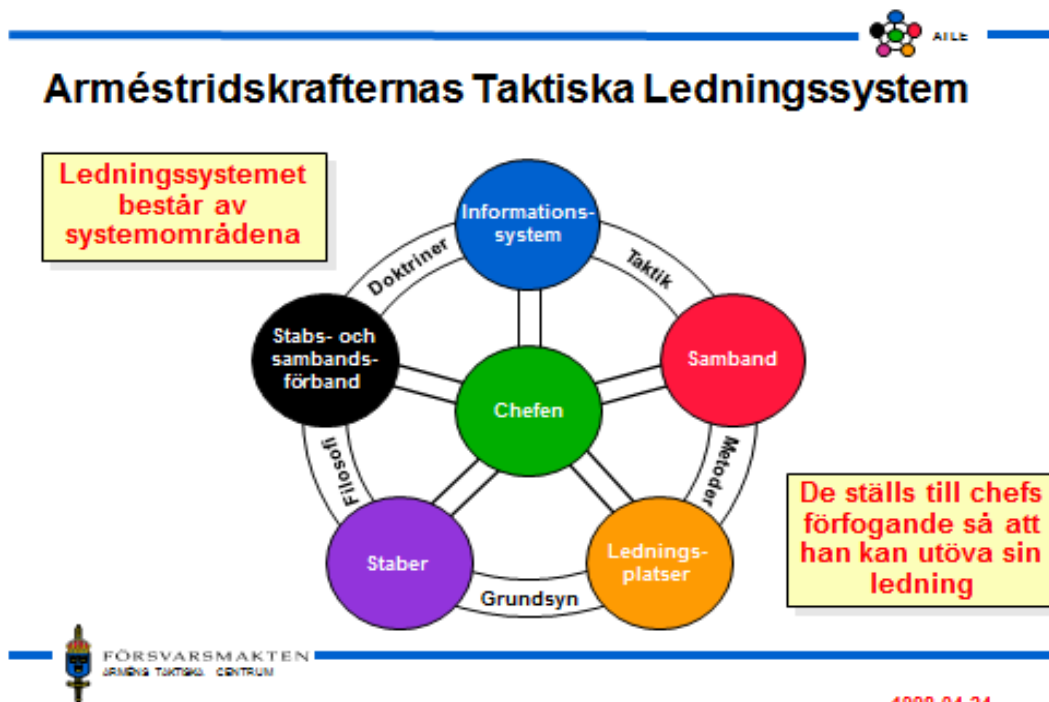 ATLE
Arméstridskrafternas Taktiska Ledningssystem
Ledningssystemet
består av
systemområdena
Informations-
system
Doktriner
Taktik
Stabs- och
sambands-
förband
Samband
Chefen
Filosofi
Metoder
Staber
Lednings-
platser
Grundsyn
De ställs till chefs
förfogande så att
han kan utöva sin
ledning
FÖRSVARSMAKTEN
ARMÉNS TAKTISKA CENTRUM